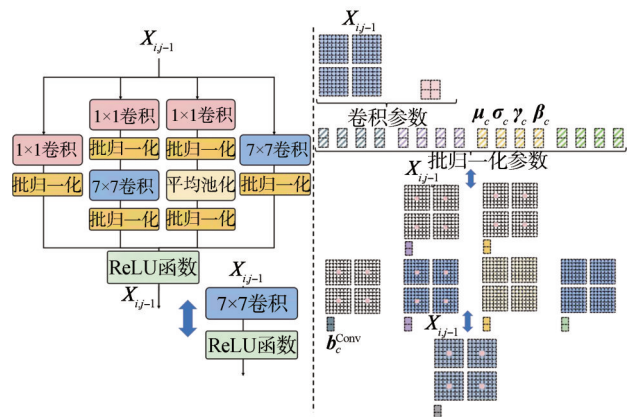 X_{i,j-1}
1×1卷积
1×1卷积
1×1卷积
批归一化
批归一化
7×7卷积
批归一化
7×7卷积
平均池化
批归一化
批归一化
批归一化
ReLU函数
X_{i,j-1}
X_{i,j-1}
7×7卷积
ReLU函数
X_{i,j-1}
卷积参数
μ_c σ_c γ_c β_c
批归一化参数
X_{i,j-1}
b_c^{Conv}
X_{i,j-1}